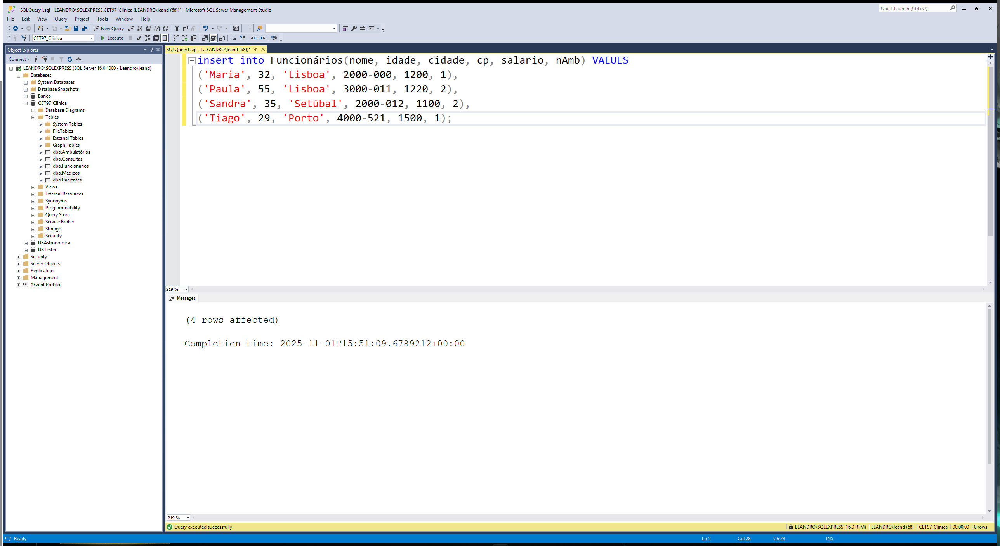 SQLQuery1.sql - LEANDRO\SQLEXPRESS.CET97_Clinica (LEANDRO\leand (68))* - Microsoft SQL Server Management Studio
Quick Launch (Ctrl+Q)
File Edit View Query Project Tools Window Help
New Query
MDX DMX XMLA DAX
CET97_Clinica
Execute
Object Explorer
Connect
LEANDRO\SQLEXPRESS (SQL Server 16.0.1000 - Leandro\leand)
Databases
System Databases
Database Snapshots
Banco
CET97_Clinica
Database Diagrams
Tables
System Tables
FileTables
External Tables
Graph Tables
dbo.Ambulatórios
dbo.Consultas
dbo.Funcionários
dbo.Médicos
dbo.Pacientes
Views
External Resources
Synonyms
Programmability
Query Store
Service Broker
Storage
Security
DBAstronomica
DBTester
Security
Server Objects
Replication
Management
XEvent Profiler
SQLQuery1.sql - L...EANDRO\leand (68))*
insert into Funcionários(nome, idade, cidade, cp, salario, nAmb) VALUES
('Maria', 32, 'Lisboa', 2000-000, 1200, 1),
('Paula', 55, 'Lisboa', 3000-011, 1220, 2),
('Sandra', 35, 'Setúbal', 2000-012, 1100, 2),
('Tiago', 29, 'Porto', 4000-521, 1500, 1);
219 %
Messages
(4 rows affected)
Completion time: 2025-11-01T15:51:09.6789212+00:00
219 %
Query executed successfully.
LEANDRO\SQLEXPRESS (16.0 RTM) LEANDRO\leand (68) CET97_Clinica 00:00:00 0 rows
Ready
Ln 5 Col 28 Ch 28 INS